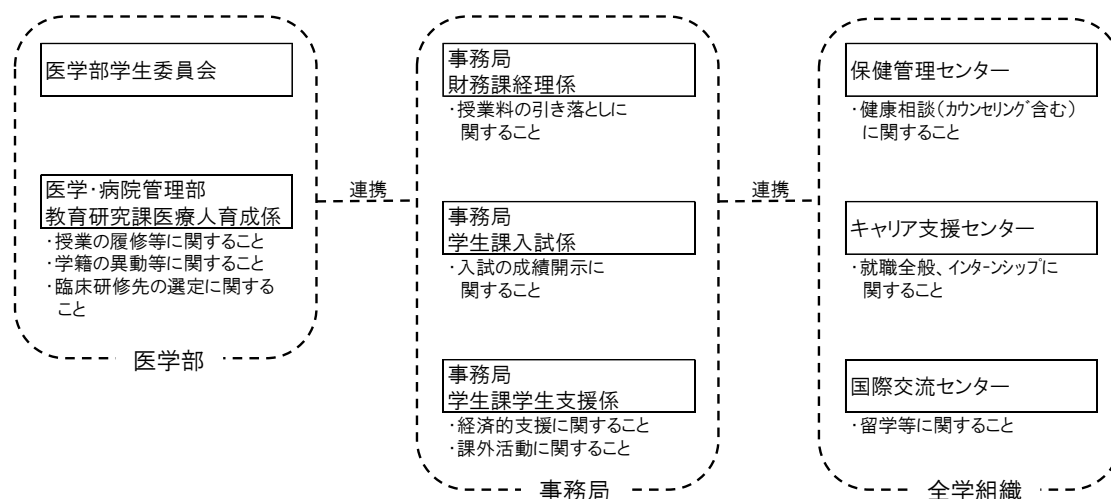 医学部学生委員会
医学・病院管理部
教育研究課医療人育成係
・授業の履修等に関すること
・学籍の異動等に関すること
・臨床研修先の選定に関する
こと
医学部
連携
事務局
財務課経理係
・授業料の引き落としに
関すること
事務局
学生課入試係
・入試の成績開示に
関すること
事務局
学生課学生支援係
・経済的支援に関すること
・課外活動に関すること
事務局
連携
保健管理センター
・健康相談(カウンセリング含む)
に関すること
キャリア支援センター
・就職全般、インターンシップに
関すること
国際交流センター
・留学等に関すること
全学組織